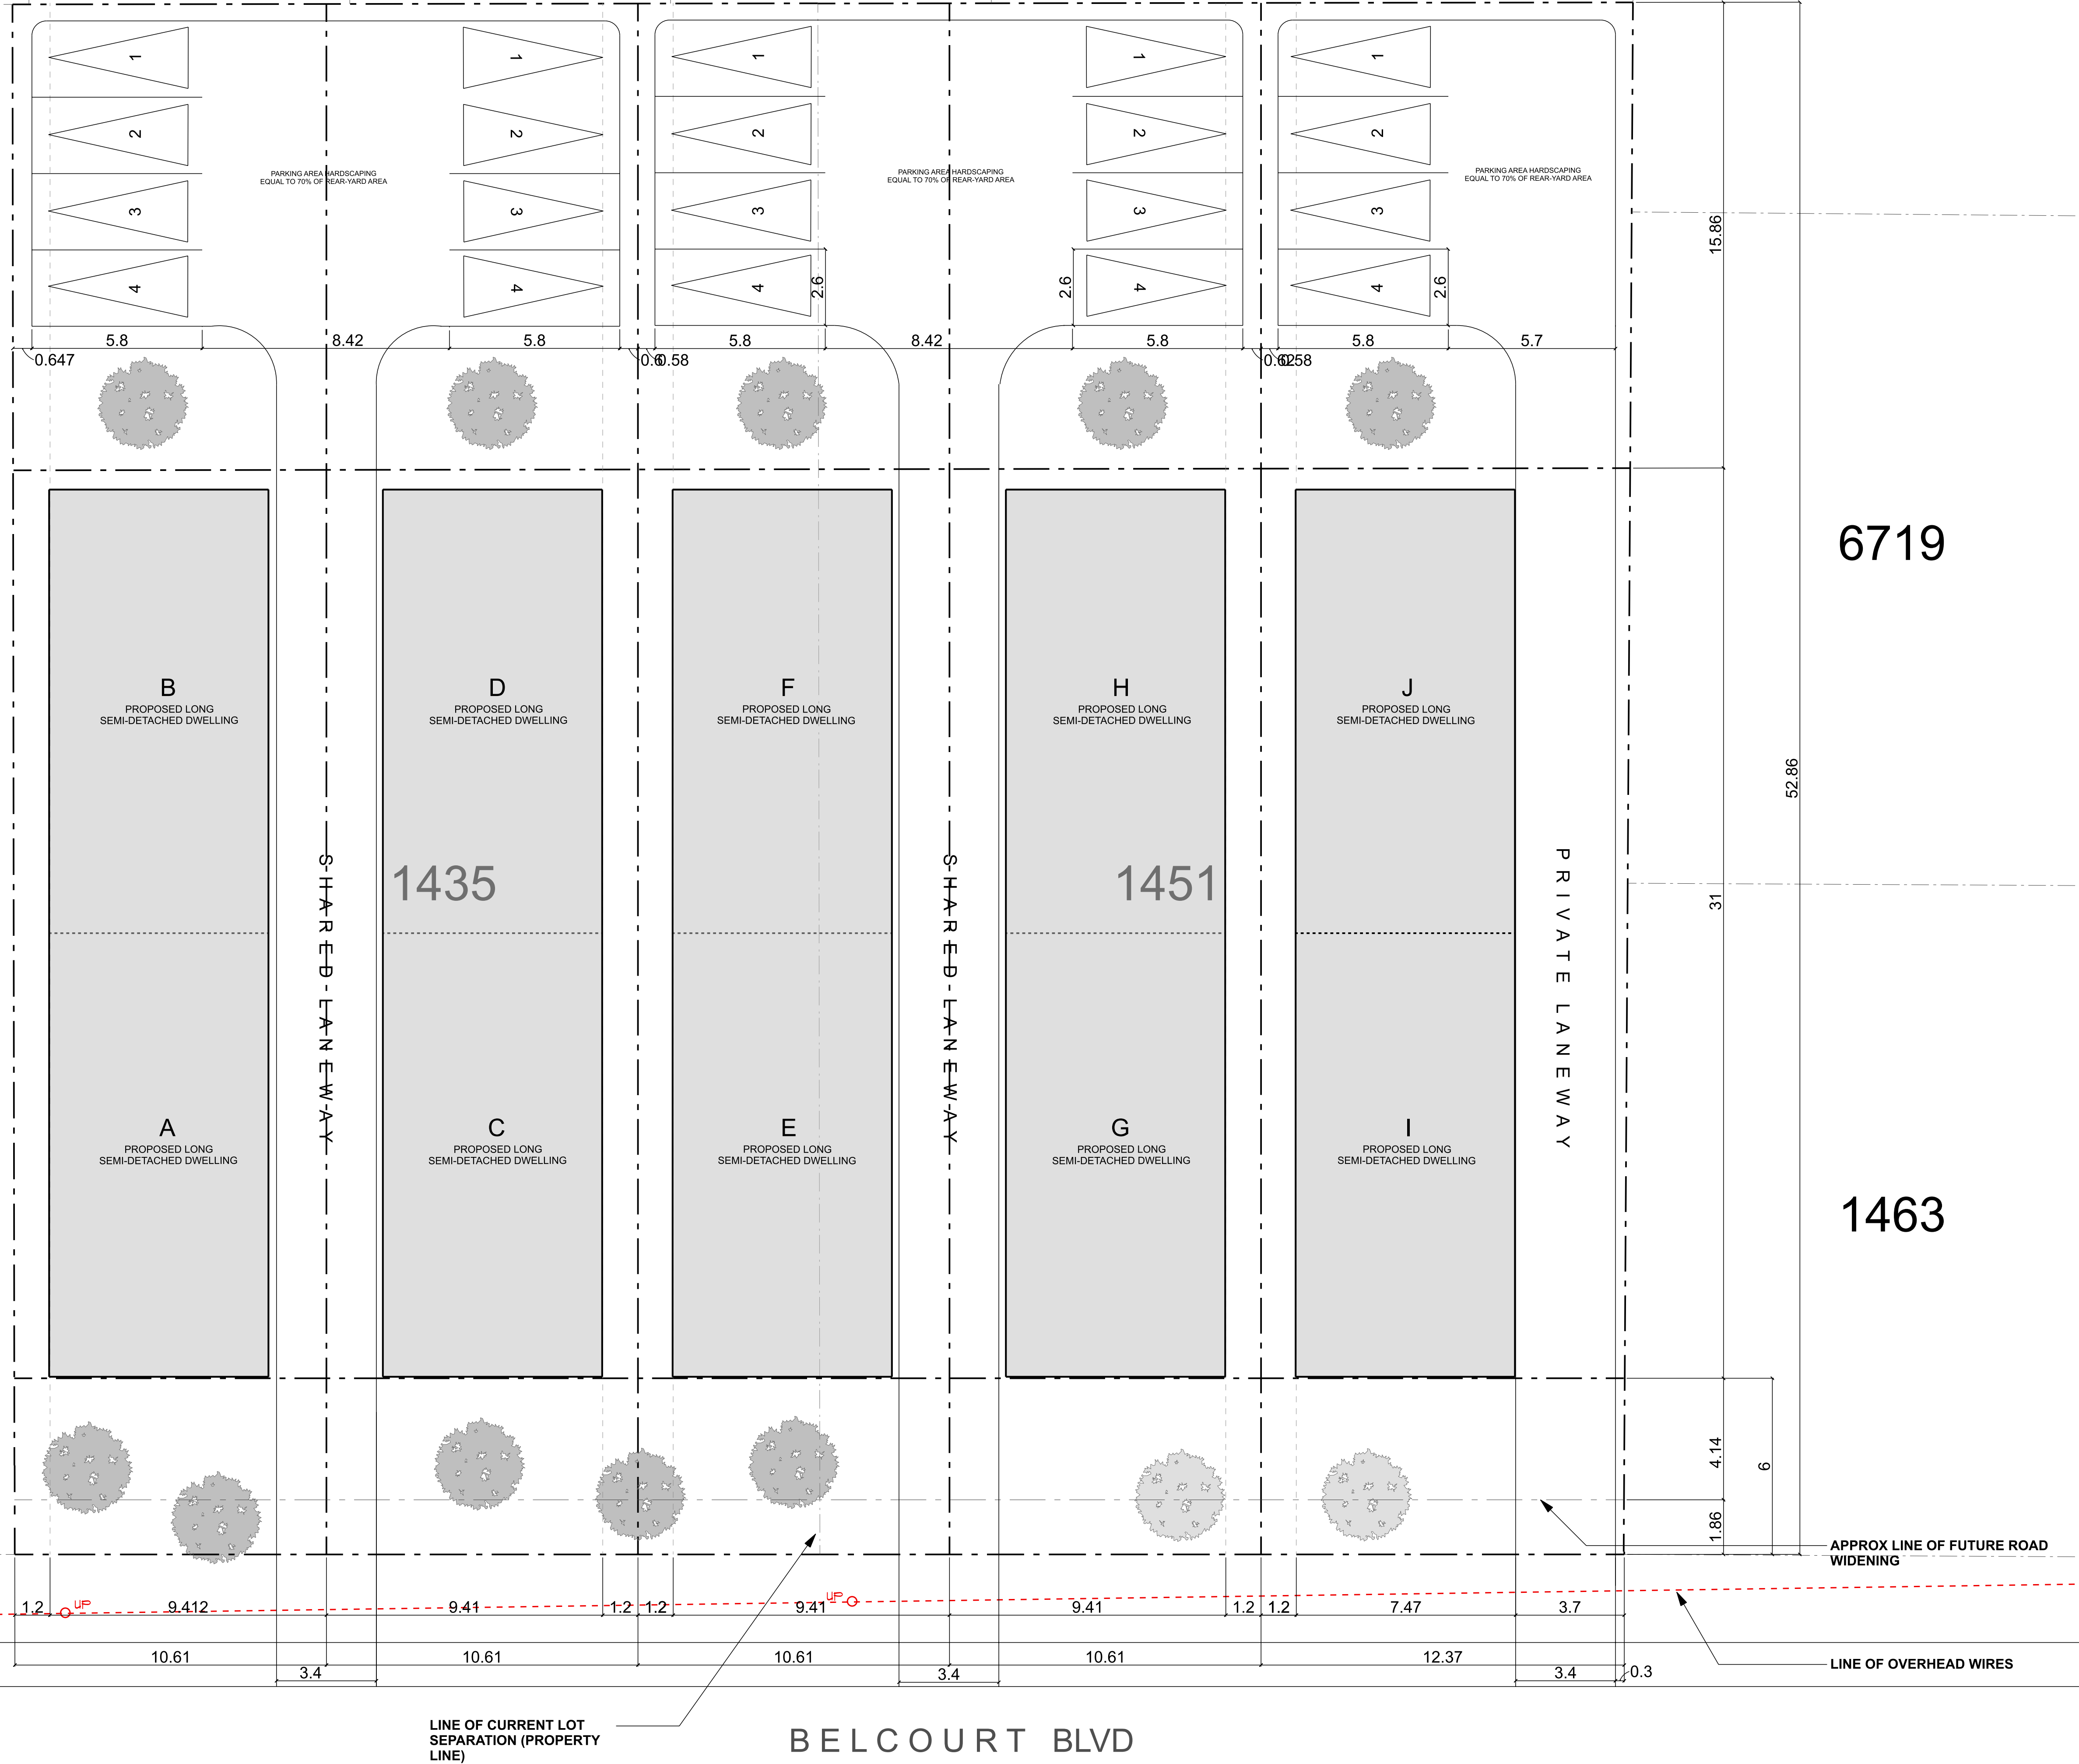 1
1
1
1
1
2
2
2
2
2
PARKING AREA HARDSCAPING
EQUAL TO 70% OF REAR-YARD AREA
PARKING AREA HARDSCAPING
EQUAL TO 70% OF REAR-YARD AREA
PARKING AREA HARDSCAPING
EQUAL TO 70% OF REAR-YARD AREA
3
3
3
3
3
15.86
4
4
4
4
4
2.6
2.6
2.6
5.8
8.42
5.8
5.8
8.42
5.8
5.8
5.7
0.647
0.6
0.58
0.62
0.58
6719
B
PROPOSED LONG
SEMI-DETACHED DWELLING
D
PROPOSED LONG
SEMI-DETACHED DWELLING
F
PROPOSED LONG
SEMI-DETACHED DWELLING
H
PROPOSED LONG
SEMI-DETACHED DWELLING
J
PROPOSED LONG
SEMI-DETACHED DWELLING
52.86
1435
1451
31
SHARED LANEWAY
SHARED LANEWAY
PRIVATE LANEWAY
A
PROPOSED LONG
SEMI-DETACHED DWELLING
C
PROPOSED LONG
SEMI-DETACHED DWELLING
E
PROPOSED LONG
SEMI-DETACHED DWELLING
G
PROPOSED LONG
SEMI-DETACHED DWELLING
I
PROPOSED LONG
SEMI-DETACHED DWELLING
1463
4.14
6
1.86
APPROX LINE OF FUTURE ROAD
WIDENING
UP
UP
1.2
9.412
9.41
1.2
1.2
9.41
9.41
1.2
1.2
7.47
3.7
10.61
10.61
10.61
10.61
12.37
3.4
3.4
3.4
0.3
LINE OF OVERHEAD WIRES
LINE OF CURRENT LOT
SEPARATION (PROPERTY
LINE)
BELCOURT BLVD